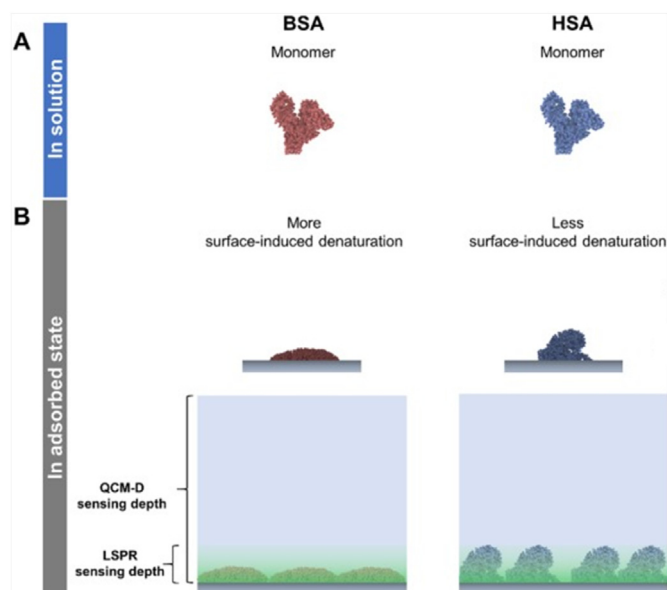 BSA
HSA
A
Monomer
Monomer
In solution
B
More
surface-induced denaturation
Less
surface-induced denaturation
In adsorbed state
QCM-D
sensing depth
LSPR
sensing depth